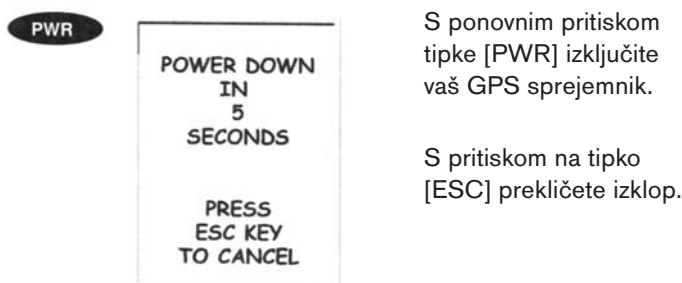 PWR
POWER DOWN
IN
5
SECONDS
PRESS
ESC KEY
TO CANCEL
S ponovnim pritiskom
tipke [PWR] izključite
vaš GPS sprejemnik.
S pritiskom na tipko
[ESC] prekličete izklop.